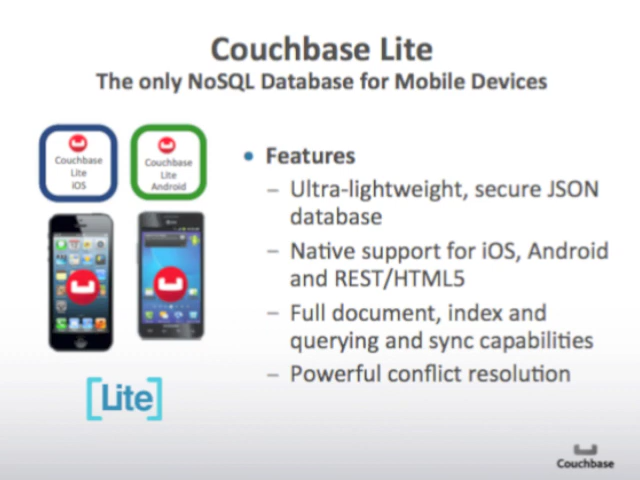 Couchbase Lite
The only NoSQL Database for Mobile Devices
Couchbase
Lite
iOS
Couchbase
Lite
Android
• Features
– Ultra-lightweight, secure JSON
database
– Native support for iOS, Android
and REST/HTML5
– Full document, index and
querying and sync capabilities
– Powerful conflict resolution
[Lite]
Couchbase